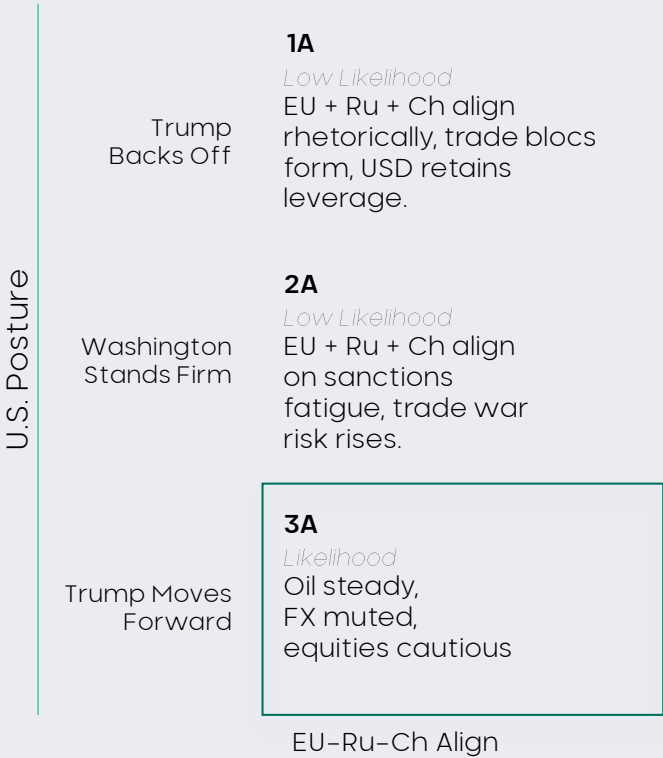 1A
Low Likelihood
EU + Ru + Ch align
rhetorically, trade blocs
form, USD retains
leverage.
Trump
Backs Off
2A
Low Likelihood
EU + Ru + Ch align
on sanctions
fatigue, trade war
risk rises.
Washington
Stands Firm
U.S. Posture
3A
Likelihood
Oil steady,
FX muted,
equities cautious
Trump Moves
Forward
EU-Ru-Ch Align